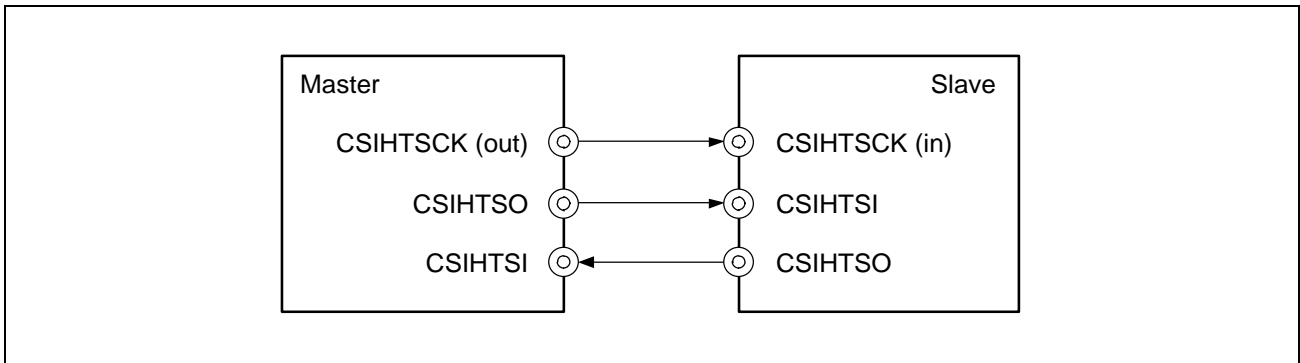 Master Slave
CSIHTSCK (out) CSIHTSCK (in)
CSIHTSO CSIHTSI
CSIHTSI CSIHTSO